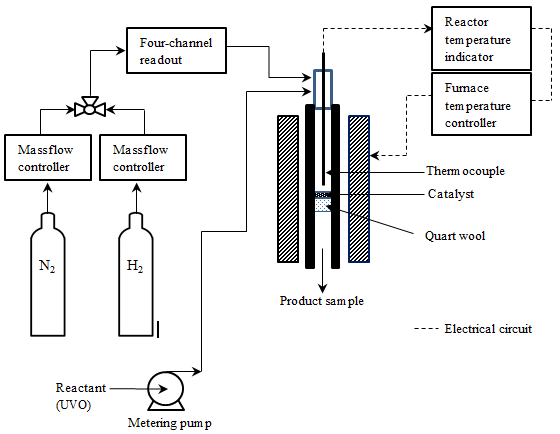 Reactor
temperature
indicator
Four-channel
readout
Furnace
temperature
controller
Massflow
controller
Massflow
controller
Thermocouple
Catalyst
Quart wool
N2
H2
Product sample
Electrical circuit
Reactant
(UVO)
Metering pump